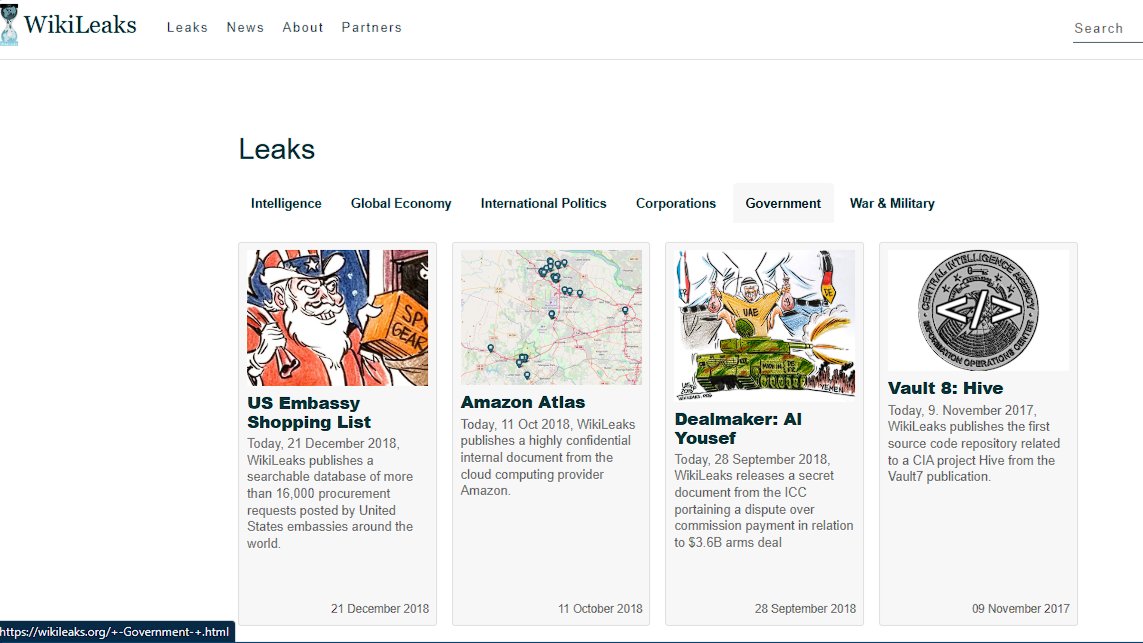 WikiLeaks
Leaks
News
About
Partners
Search
Leaks
Intelligence
Global Economy
International Politics
Corporations
Government
War & Military
SPY
GEAR
US Embassy
Shopping List
Today, 21 December 2018,
WikiLeaks publishes a
searchable database of more
than 16,000 procurement
requests posted by United
States embassies around the
world.
21 December 2018
Amazon Atlas
Today, 11 Oct 2018, WikiLeaks
publishes a highly confidential
internal document from the
cloud computing provider
Amazon.
11 October 2018
UAE
DE
YEMEN
Dealmaker: Al
Yousef
Today, 28 September 2018,
WikiLeaks releases a secret
document from the ICC
portaining a dispute over
commission payment in relation
to $3.6B arms deal
28 September 2018
CENTRAL INTELLIGENCE AGENCY
</>
INFORMATION OPERATIONS CENTER
Vault 8: Hive
Today, 9. November 2017,
WikiLeaks publishes the first
source code repository related
to a CIA project Hive from the
Vault7 publication.
09 November 2017
https://wikileaks.org/+-Government-+.html